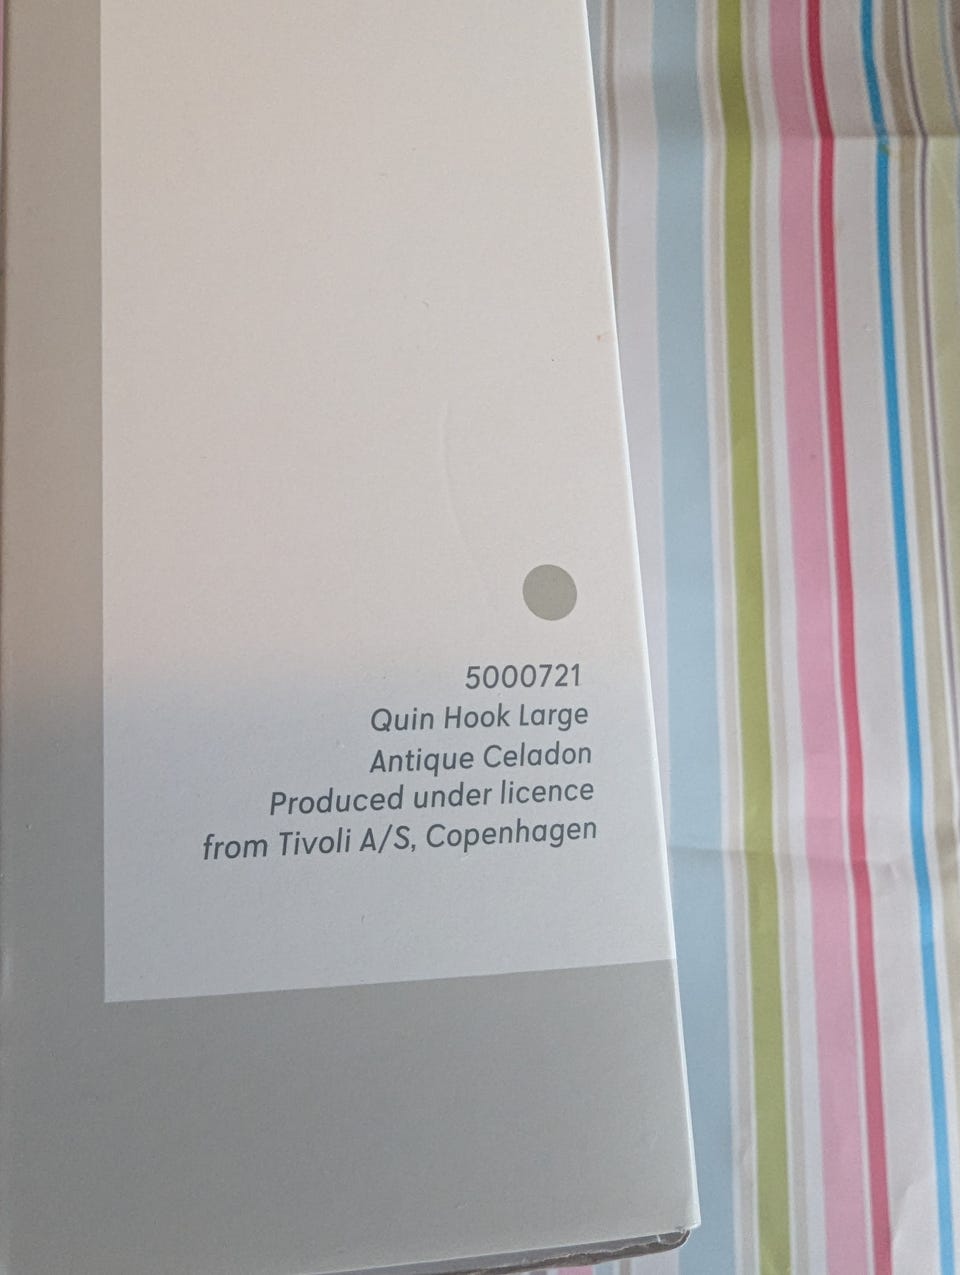 5000721
Quin Hook Large
Antique Celadon
Produced under licence
from Tivoli A/S, Copenhagen